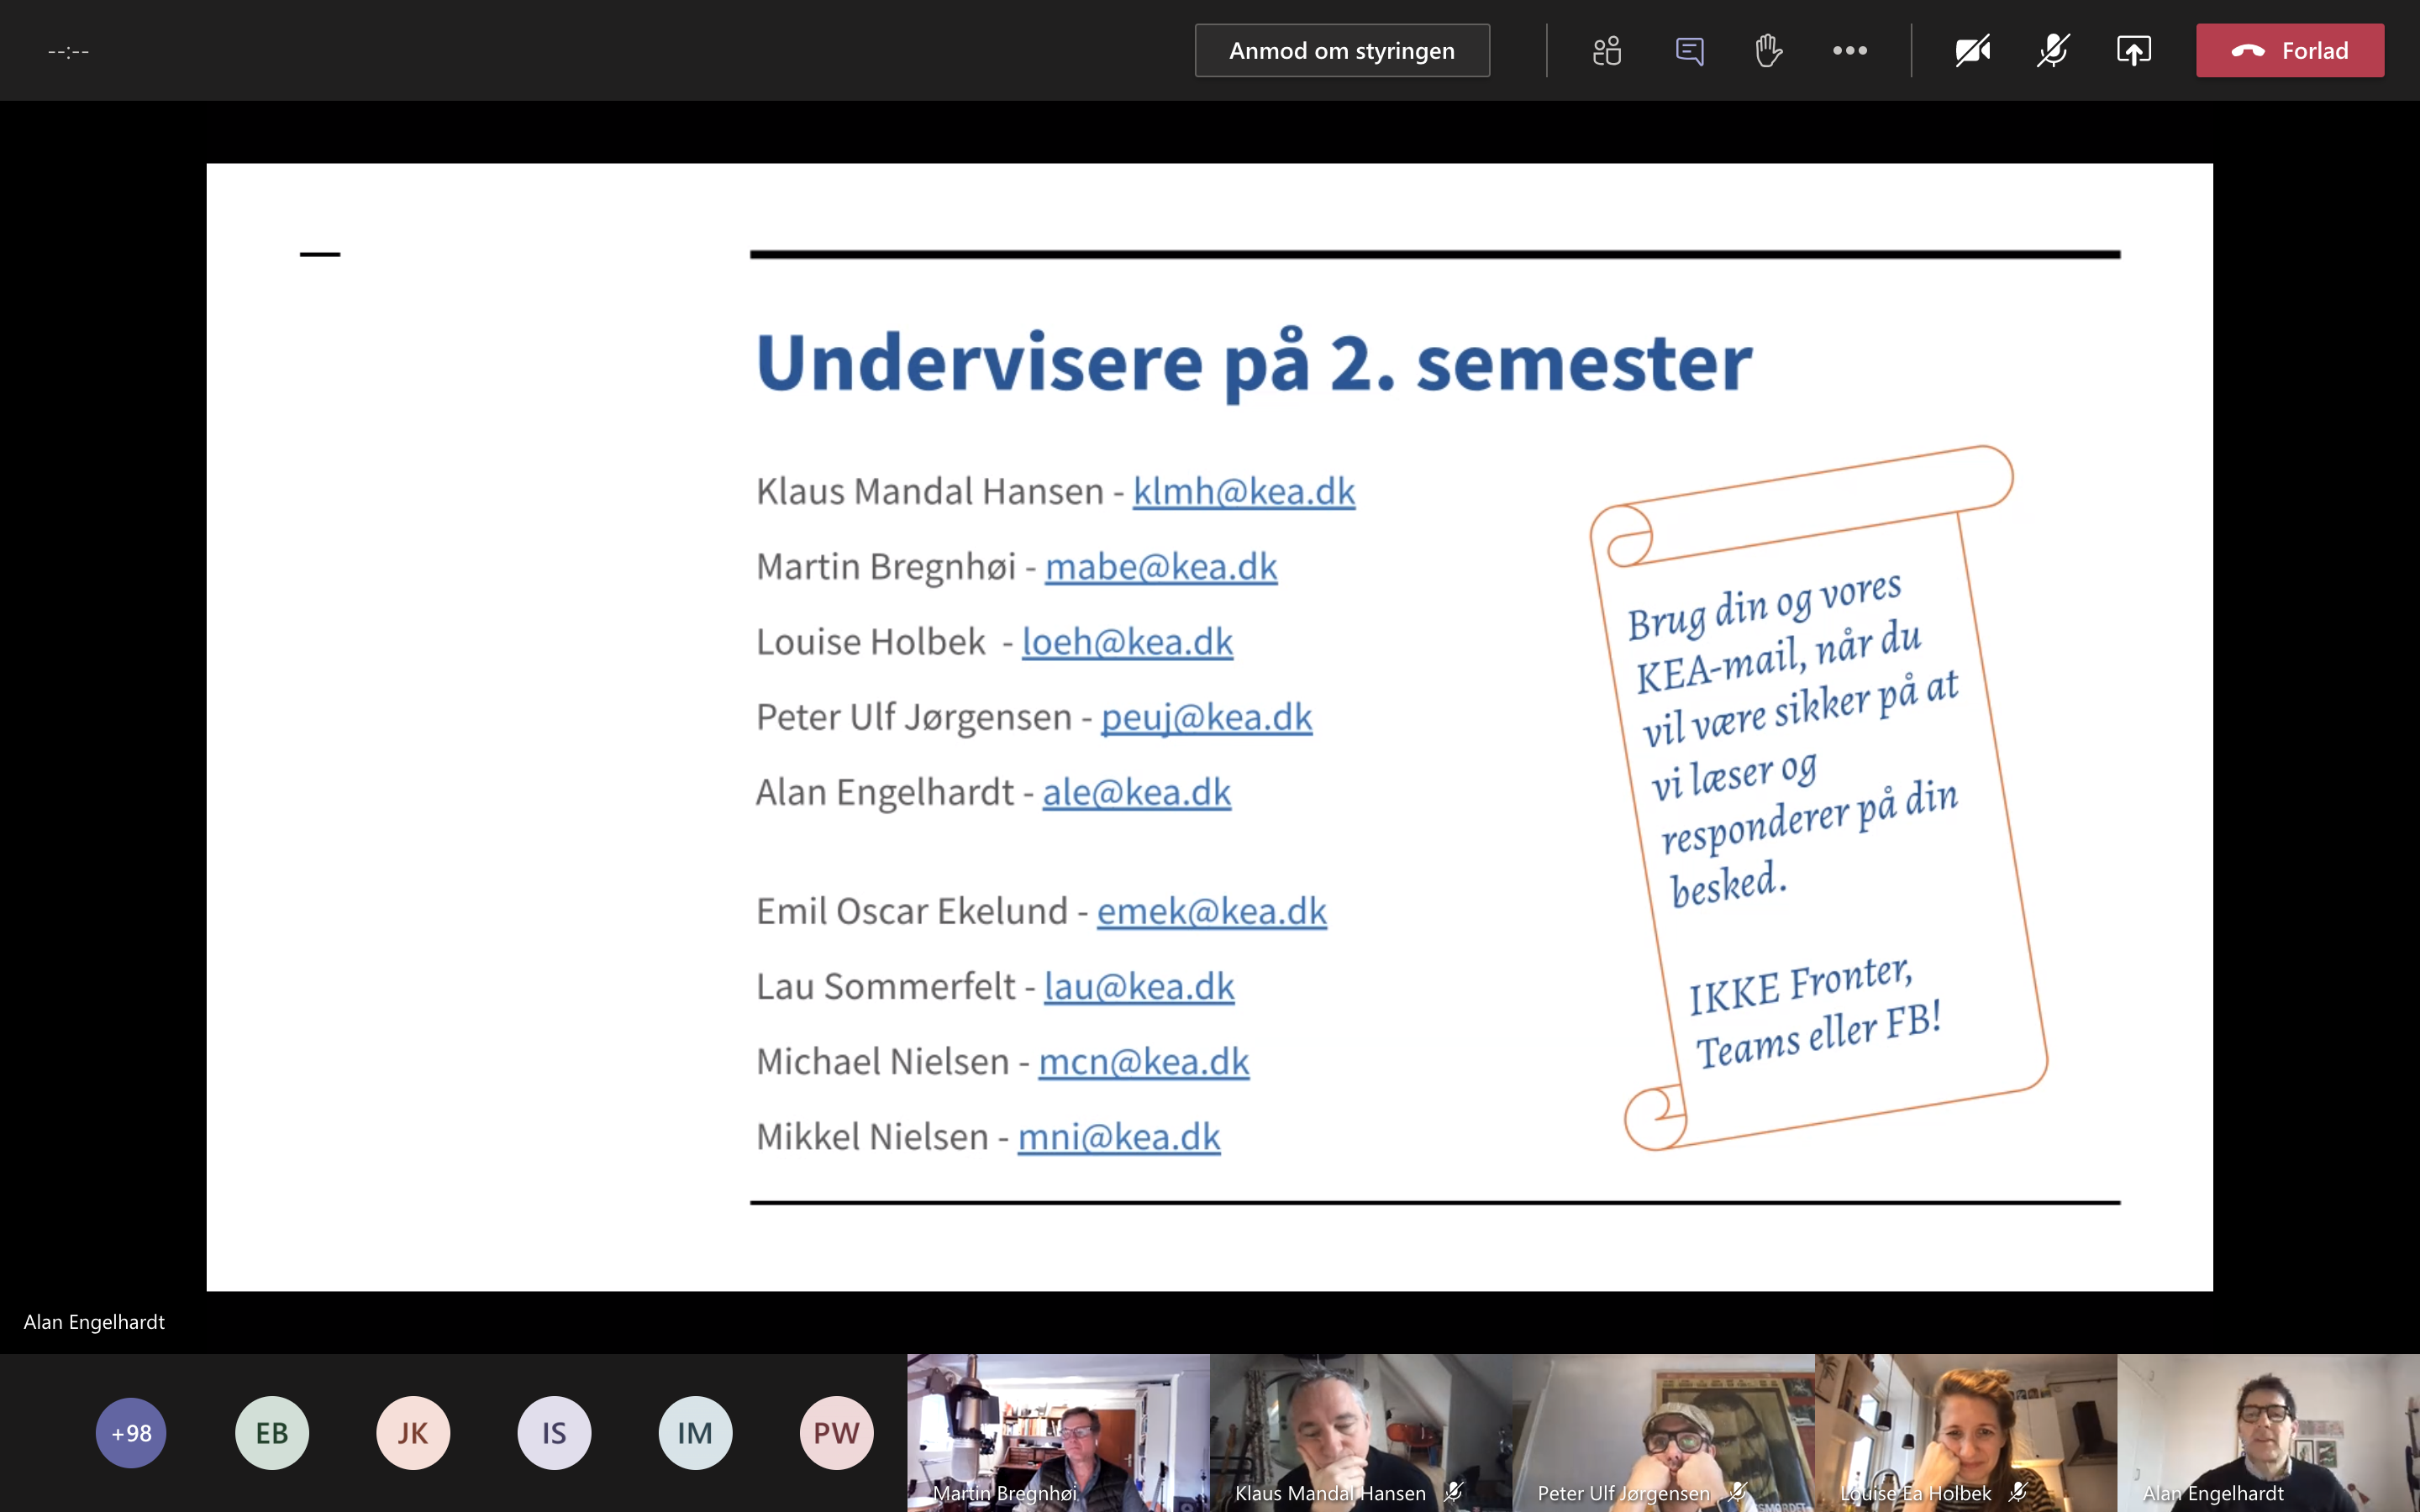 --:--
Anmod om styringen
Forlad
Undervisere på 2. semester
Klaus Mandal Hansen - klmh@kea.dk
Martin Bregnhøi - mabe@kea.dk
Louise Holbek - loeh@kea.dk
Peter Ulf Jørgensen - peuj@kea.dk
Alan Engelhardt - ale@kea.dk
Emil Oscar Ekelund - emek@kea.dk
Lau Sommerfelt - lau@kea.dk
Michael Nielsen - mcn@kea.dk
Mikkel Nielsen - mni@kea.dk
Brug din og vores
KEA-mail, når du
vil være sikker på at
vi læser og
responderer på din
besked.
IKKE Fronter,
Teams eller FB!
Alan Engelhardt
+98
EB
JK
IS
IM
PW
Martin Bregnhøi
Klaus Mandal Hansen
Peter Ulf Jørgensen
Louise Ea Holbek
Alan Engelhardt